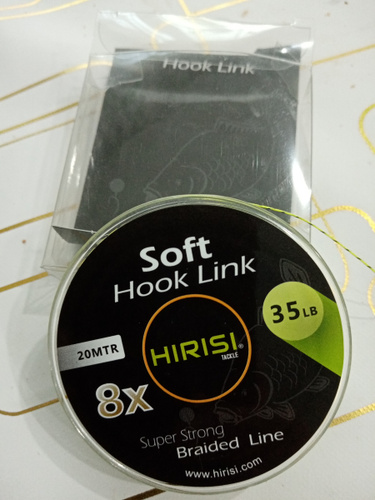 Hook Link
Soft
Hook Link
35LB
20MTR
HIRISI®
TACKLE
8x
Super Strong
Braided Line
www.hirisi.com